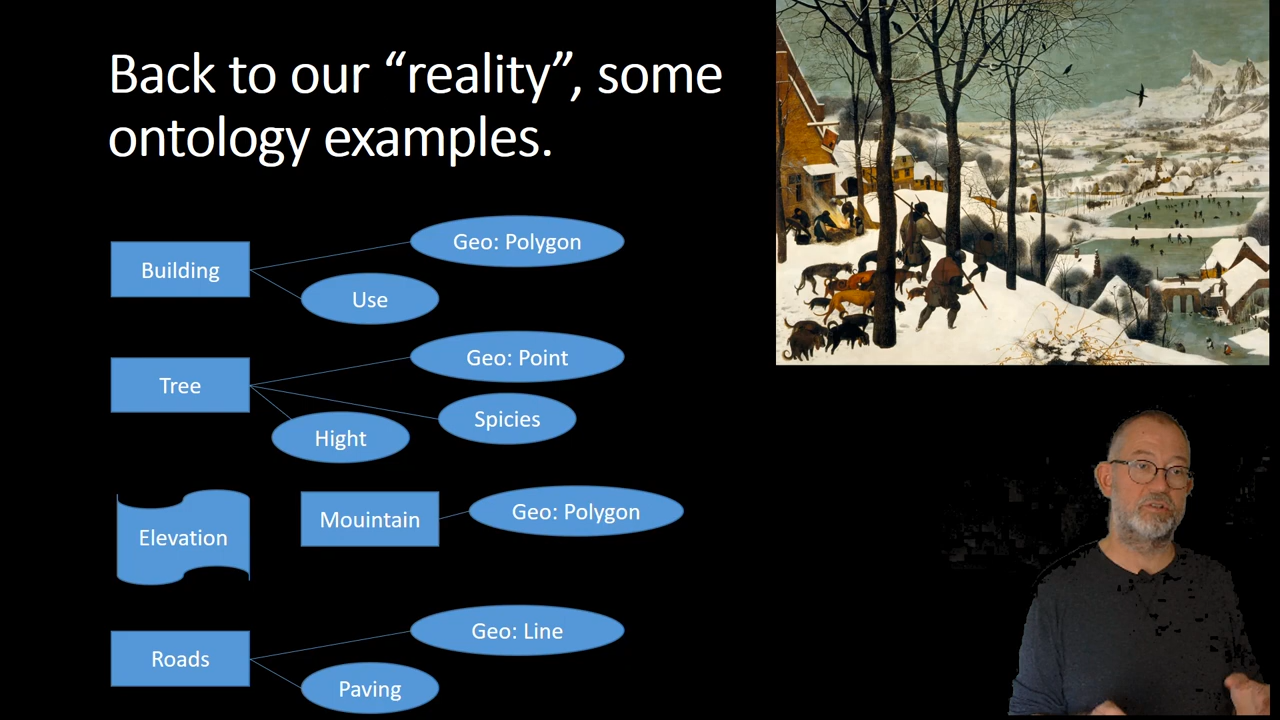 Back to our “reality”, some
ontology examples.
Geo: Polygon
Building
Use
Geo: Point
Tree
Spicies
Hight
Geo: Polygon
Mouintain
Elevation
Geo: Line
Roads
Paving